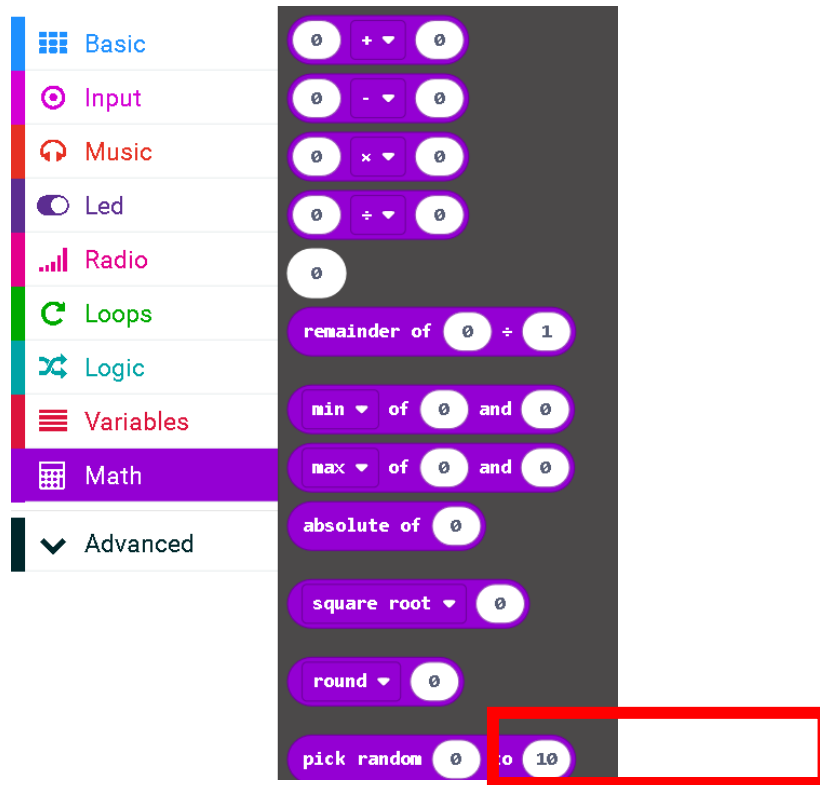 Basic
Input
Music
Led
Radio
Loops
Logic
Variables
Math
Advanced
0 + 0
0 - 0
0 × 0
0 ÷ 0
0
remainder of 0 ÷ 1
min of 0 and 0
max of 0 and 0
absolute of 0
square root 0
round 0
pick random 0 to 10